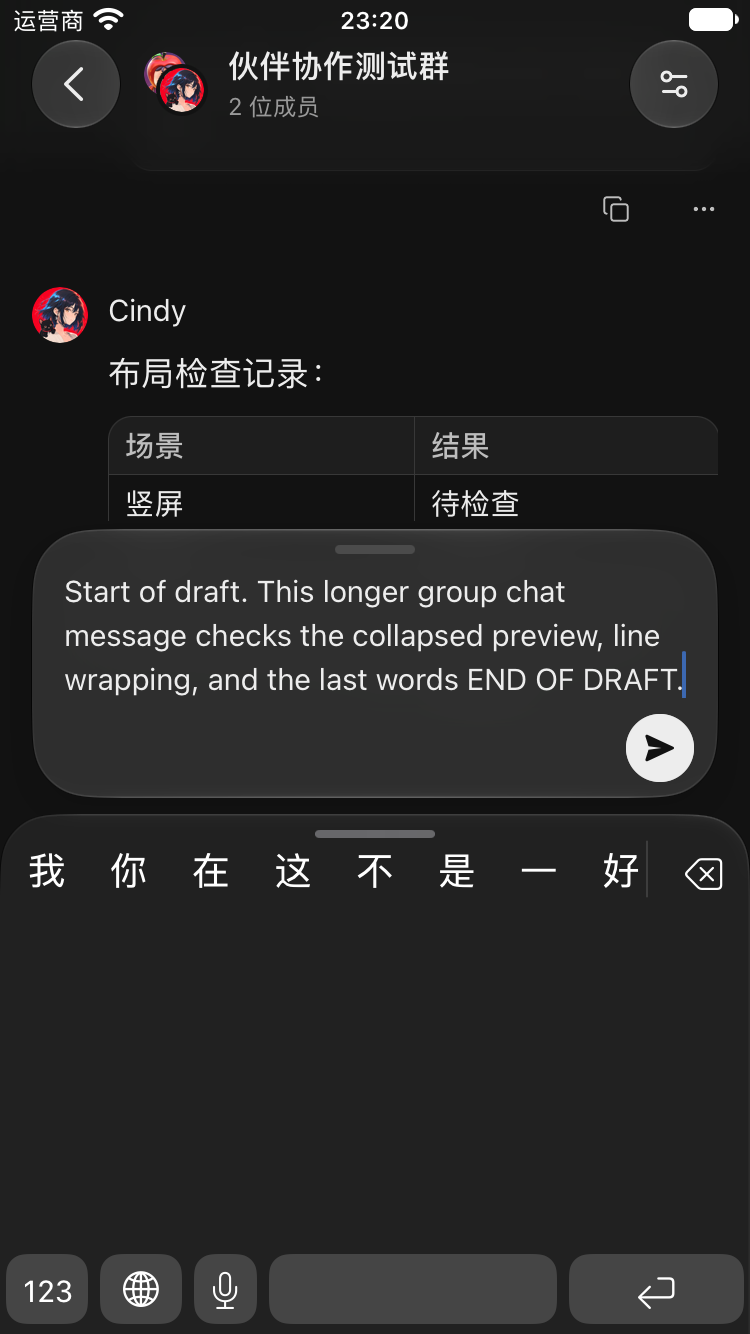 运营商
23:20
伙伴协作测试群
2 位成员
Cindy
布局检查记录：
场景 结果
竖屏 待检查
Start of draft. This longer group chat
message checks the collapsed preview, line
wrapping, and the last words END OF DRAFT.
我 你 在 这 不 是 一 好
123